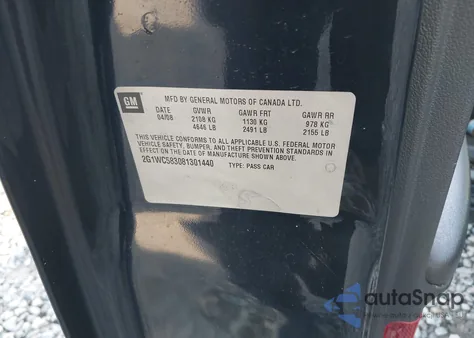 GM
MFD BY GENERAL MOTORS OF CANADA LTD.
DATE GVWR GAWR FRT GAWR RR
04/08 2108 KG 1130 KG 978 KG
4646 LB 2491 LB 2155 LB
THIS VEHICLE CONFORMS TO ALL APPLICABLE U.S. FEDERAL MOTOR
VEHICLE SAFETY, BUMPER, AND THEFT PREVENTION STANDARDS IN
EFFECT ON THE DATE OF MANUFACTURE SHOWN ABOVE.
2G1WC583081301440 TYPE: PASS CAR
autoSnap